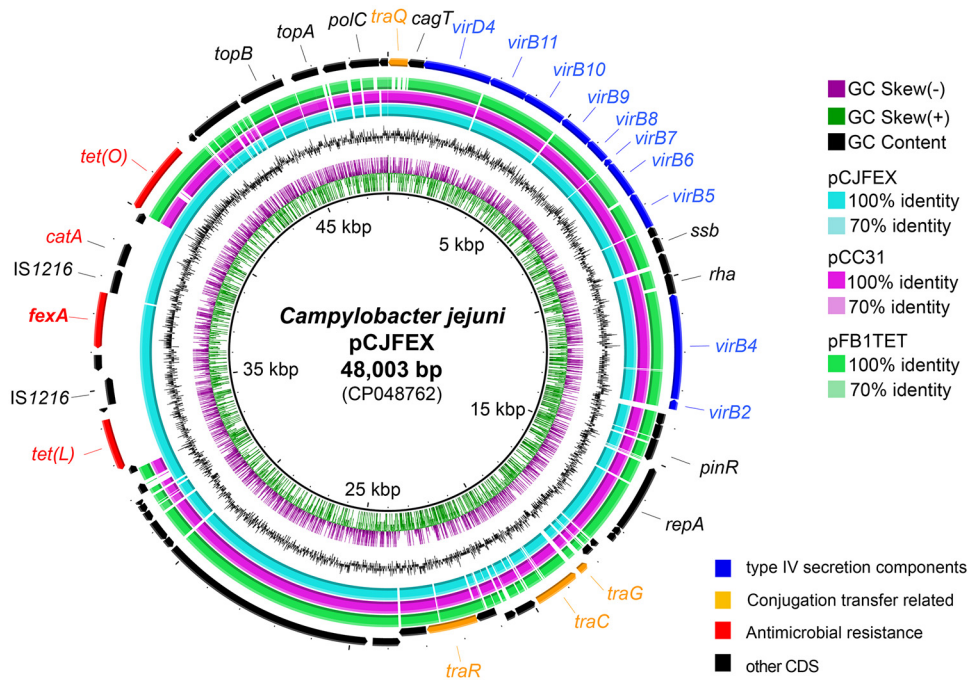 topB
topA
polC
traQ
cagT
virD4
virB11
virB10
virB9
virB8
virB7
virB6
virB5
ssb
rha
virB4
virB2
pinR
repA
traG
traC
traR
tet(L)
IS1216
fexA
IS1216
catA
tet(O)
45 kbp
5 kbp
15 kbp
25 kbp
35 kbp
Campylobacter jejuni
pCJFEX
48,003 bp
(CP048762)
GC Skew(-)
GC Skew(+)
GC Content
pCJFEX
100% identity
70% identity
pCC31
100% identity
70% identity
pFB1TET
100% identity
70% identity
type IV secretion components
Conjugation transfer related
Antimicrobial resistance
other CDS